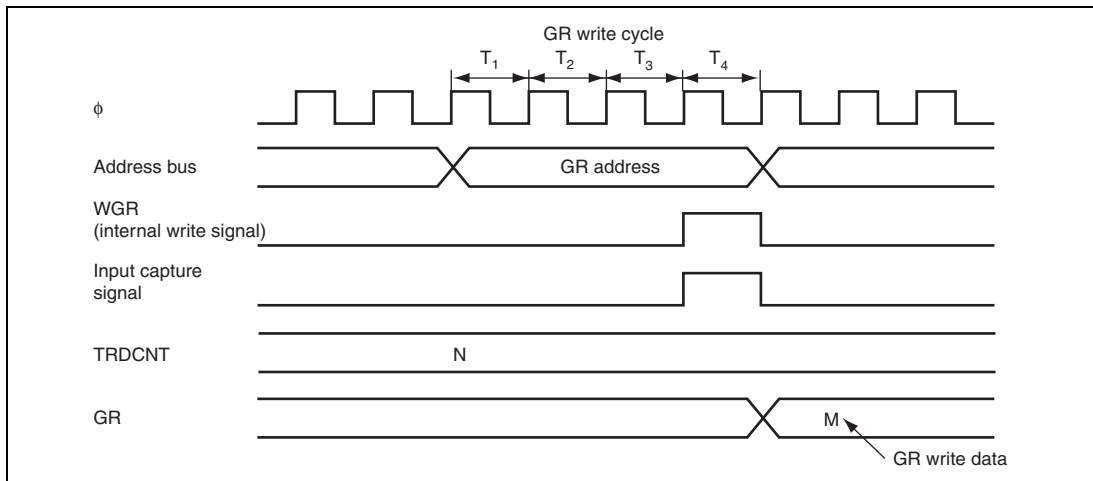 GR write cycle
T1 T2 T3 T4
ϕ
Address bus
GR address
WGR
(internal write signal)
Input capture
signal
TRDCNT
N
GR
M
GR write data